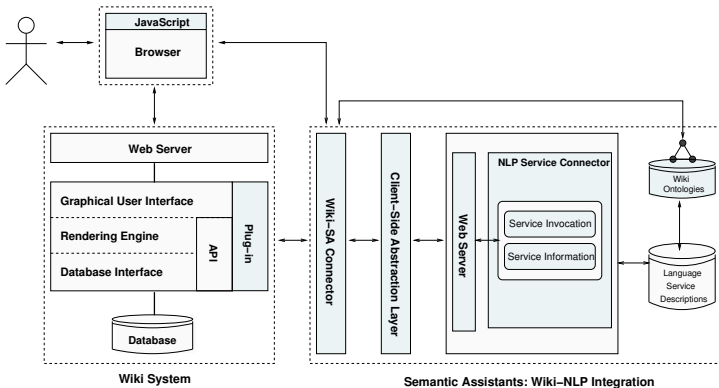 JavaScript
Browser
Web Server
Graphical User Interface
Rendering Engine
Database Interface
API
Plug-in
Database
Wiki System
Wiki−SA Connector
Client−Side Abstraction Layer
Web Server
NLP Service Connector
Service Invocation
Service Information
Wiki
Ontologies
Language
Service
Descriptions
Semantic Assistants: Wiki−NLP Integration